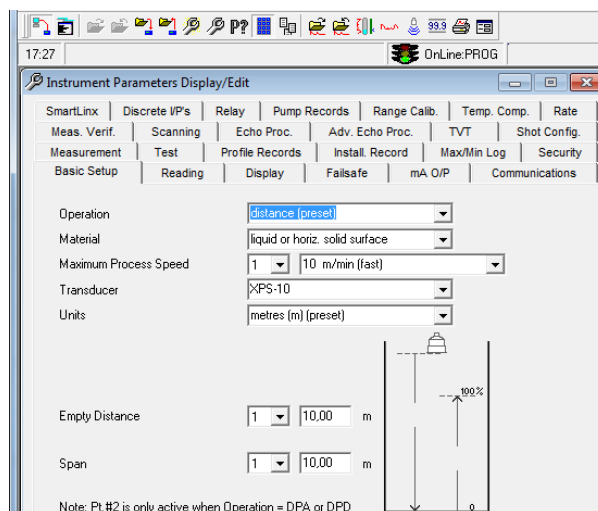 P?
99.9
17:27
OnLine:PROG
Instrument Parameters Display/Edit
SmartLinx Discrete I/P's Relay Pump Records Range Calib. Temp. Comp. Rate
Meas. Verif. Scanning Echo Proc. Adv. Echo Proc. TVT Shot Config.
Measurement Test Profile Records Install. Record Max/Min Log Security
Basic Setup Reading Display Failsafe mA O/P Communications
Operation distance (preset)
Material liquid or horiz. solid surface
Maximum Process Speed 1 10 m/min (fast)
Transducer XPS-10
Units metres (m) (preset)
100%
Empty Distance 1 10,00 m
Span 1 10,00 m
Note: Pt.#2 is only active when Operation = DPA or DPD
0